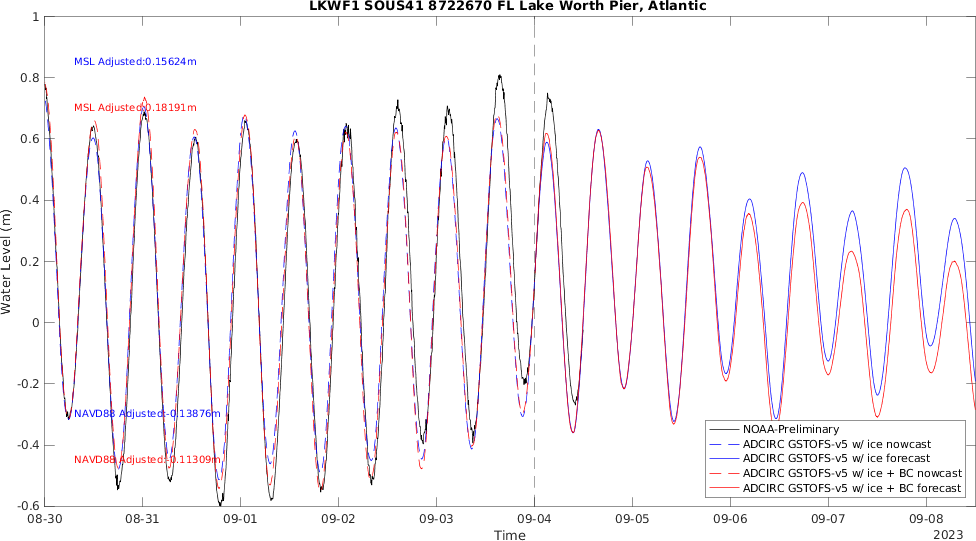 LKWF1 SOUS41 8722670 FL Lake Worth Pier, Atlantic
1
0.8
0.6
0.4
0.2
0
-0.2
-0.4
-0.6
Water Level (m)
MSL Adjusted:0.15624m
MSL Adjusted:0.18191m
NAVD88 Adjusted:-0.13876m
NAVD88 Adjusted:-0.11309m
NOAA-Preliminary
ADCIRC GSTOFS-v5 w/ ice nowcast
ADCIRC GSTOFS-v5 w/ ice forecast
ADCIRC GSTOFS-v5 w/ ice + BC nowcast
ADCIRC GSTOFS-v5 w/ ice + BC forecast
08-30 08-31 09-01 09-02 09-03 09-04 09-05 09-06 09-07 09-08
Time
2023